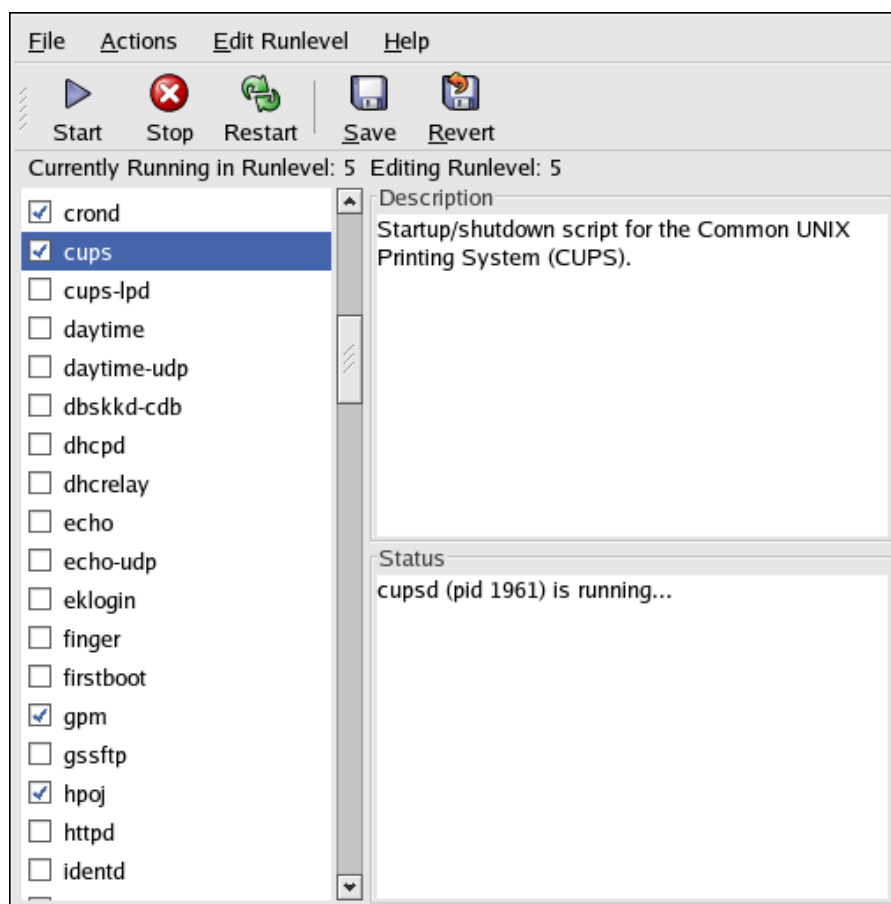 File Actions Edit Runlevel Help
Start Stop Restart Save Revert
Currently Running in Runlevel: 5 Editing Runlevel: 5
crond
cups
cups-lpd
daytime
daytime-udp
dbskkd-cdb
dhcpd
dhcrelay
echo
echo-udp
eklogin
finger
firstboot
gpm
gssftp
hpoj
httpd
identd
Description
Startup/shutdown script for the Common UNIX
Printing System (CUPS).
Status
cupsd (pid 1961) is running...